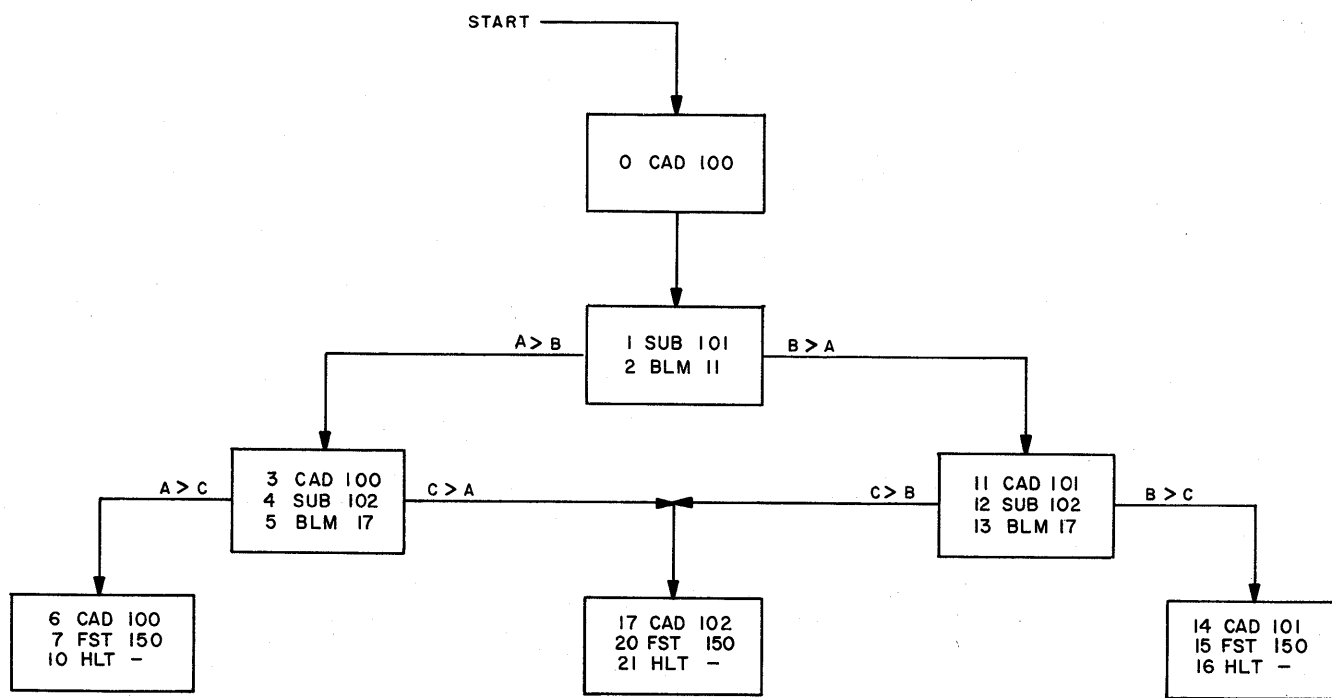 START
0 CAD 100
A > B
1 SUB 101
2 BLM 11
B > A
A > C
3 CAD 100
4 SUB 102
5 BLM 17
C > A
C > B
11 CAD 101
12 SUB 102
13 BLM 17
B > C
6 CAD 100
7 FST 150
10 HLT -
17 CAD 102
20 FST 150
21 HLT -
14 CAD 101
15 FST 150
16 HLT -